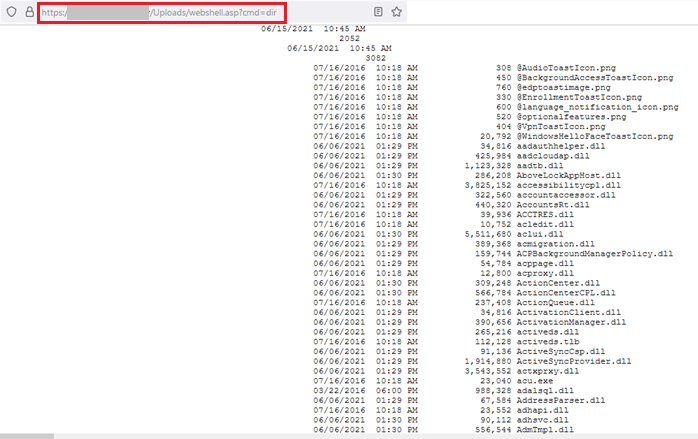 https:/ /Uploads/webshell.asp?cmd=dir
06/15/2021 10:45 AM
2052
06/15/2021 10:45 AM
3082
07/16/2016 10:18 AM 308 @AudioToastIcon.png
07/16/2016 10:18 AM 450 @BackgroundAccessToastIcon.png
07/16/2016 10:18 AM 760 @edptoastimage.png
07/16/2016 10:18 AM 330 @EnrollmentToastIcon.png
07/16/2016 10:18 AM 600 @language_notification_icon.png
07/16/2016 10:18 AM 520 @optionalfeatures.png
07/16/2016 10:18 AM 404 @VpnToastIcon.png
07/16/2016 10:18 AM 20,792 @WindowsHelloFaceToastIcon.png
06/06/2021 01:29 PM 34,816 aadauthhelper.dll
06/06/2021 01:29 PM 425,984 aadcloudap.dll
06/06/2021 01:29 PM 1,123,328 aadtb.dll
06/06/2021 01:30 PM 286,208 AboveLockAppHost.dll
07/16/2016 10:18 AM 3,825,152 accessibilitycpl.dll
06/06/2021 01:29 PM 322,560 accountaccessor.dll
06/06/2021 01:29 PM 440,320 AccountsRt.dll
07/16/2016 10:18 AM 39,936 ACCTRES.dll
07/16/2016 10:18 AM 10,752 acledit.dll
06/06/2021 01:30 PM 5,511,680 aclui.dll
06/06/2021 01:29 PM 389,368 acmigration.dll
06/06/2021 01:29 PM 159,744 ACPBackgroundManagerPolicy.dll
06/06/2021 01:29 PM 54,784 acppage.dll
07/16/2016 10:18 AM 12,800 acproxy.dll
06/06/2021 01:30 PM 309,248 ActionCenter.dll
06/06/2021 01:30 PM 566,784 ActionCenterCPL.dll
07/16/2016 10:18 AM 237,408 ActionQueue.dll
06/06/2021 01:29 PM 34,816 ActivationClient.dll
06/06/2021 01:29 PM 390,656 ActivationManager.dll
06/06/2021 01:29 PM 265,216 activeds.dll
07/16/2016 10:18 AM 112,128 activeds.tlb
06/06/2021 01:29 PM 91,136 ActiveSyncCsp.dll
06/06/2021 01:29 PM 1,914,880 ActiveSyncProvider.dll
06/06/2021 01:29 PM 3,543,552 actxprxy.dll
07/16/2016 10:18 AM 23,040 acu.exe
03/22/2016 06:00 PM 988,328 adalsql.dll
06/06/2021 01:29 PM 67,584 AddressParser.dll
07/16/2016 10:18 AM 23,552 adhapi.dll
06/06/2021 01:30 PM 90,112 adhsvc.dll
06/06/2021 01:30 PM 556,544 AdmTmpl.dll